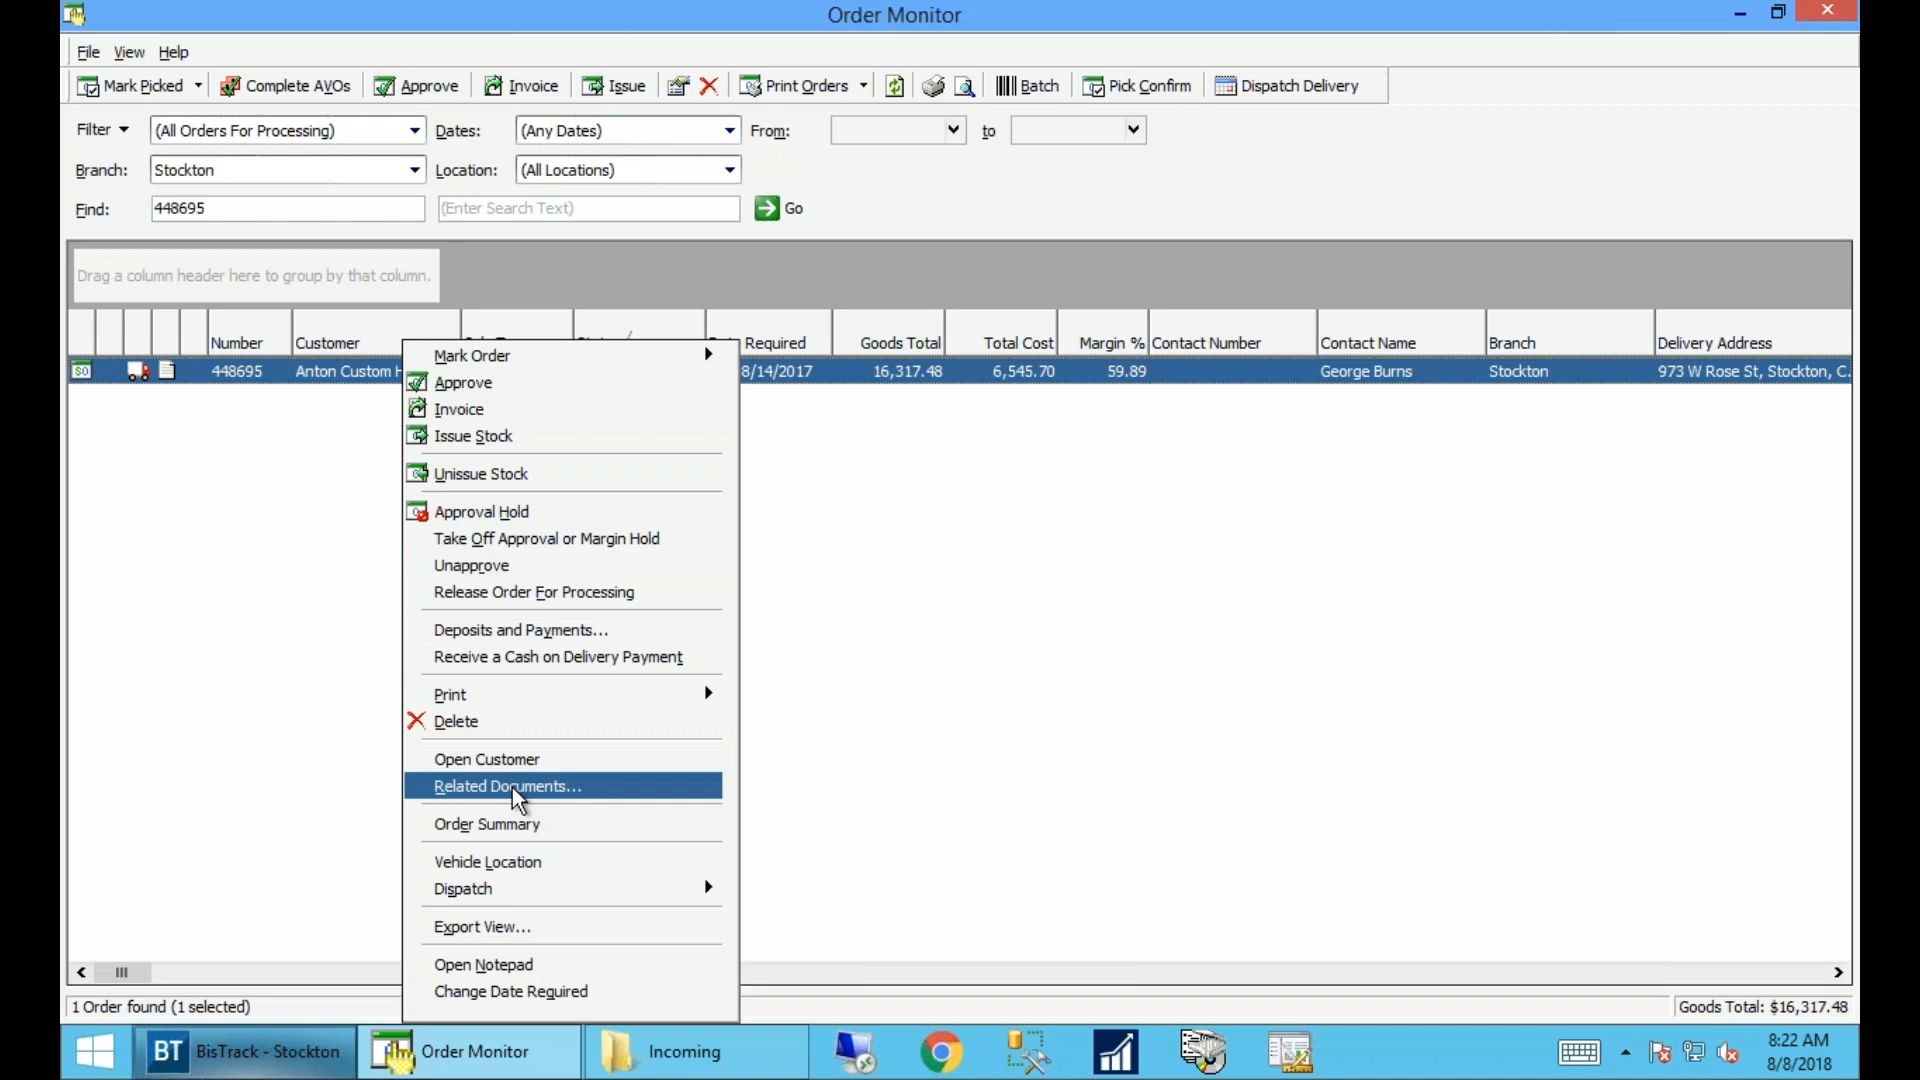 Order Monitor
File View Help
Mark Picked Complete AVOs Approve Invoice Issue Print Orders Batch Pick Confirm Dispatch Delivery
Filter (All Orders For Processing) Dates: (Any Dates) From: to
Branch: Stockton Location: (All Locations)
Find: 448695 (Enter Search Text) Go
Drag a column header here to group by that column.
Number Customer Required Goods Total Total Cost Margin % Contact Number Contact Name Branch Delivery Address
$O 448695 Anton Custom H 8/14/2017 16,317.48 6,545.70 59.89 George Burns Stockton 973 W Rose St, Stockton, C...
Mark Order
Approve
Invoice
Issue Stock
Unissue Stock
Approval Hold
Take Off Approval or Margin Hold
Unapprove
Release Order For Processing
Deposits and Payments...
Receive a Cash on Delivery Payment
Print
Delete
Open Customer
Related Documents...
Order Summary
Vehicle Location
Dispatch
Export View...
Open Notepad
Change Date Required
1 Order found (1 selected) Goods Total: $16,317.48
BT BisTrack - Stockton Order Monitor Incoming 8:22 AM
8/8/2018